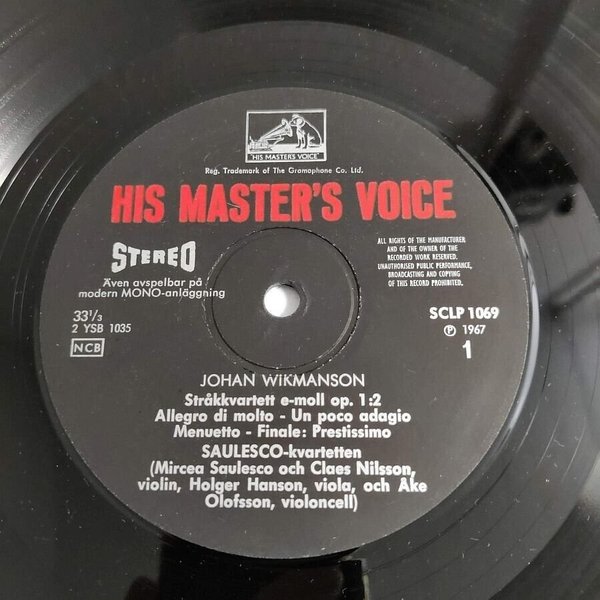 "HIS MASTER'S VOICE"
Reg. Trademark of The Gramophone Co. Ltd.
HIS MASTER'S VOICE
STEREO
Även avspelbar på
modern MONO-anläggning
ALL RIGHTS OF THE MANUFACTURER
AND OF THE OWNER OF THE
RECORDED WORK RESERVED.
UNAUTHORISED PUBLIC PERFORMANCE,
BROADCASTING AND COPYING
OF THIS RECORD PROHIBITED.
33 1/3
2 YSB 1035
NCB
SCLP 1069
Ⓟ 1967
1
JOHAN WIKMANSON
Stråkkvartett e-moll op. 1:2
Allegro di molto - Un poco adagio
Menuetto - Finale: Prestissimo
SAULESCO-kvartetten
(Mircea Saulesco och Claes Nilsson,
violin, Holger Hanson, viola, och Åke
Olofsson, violoncell)